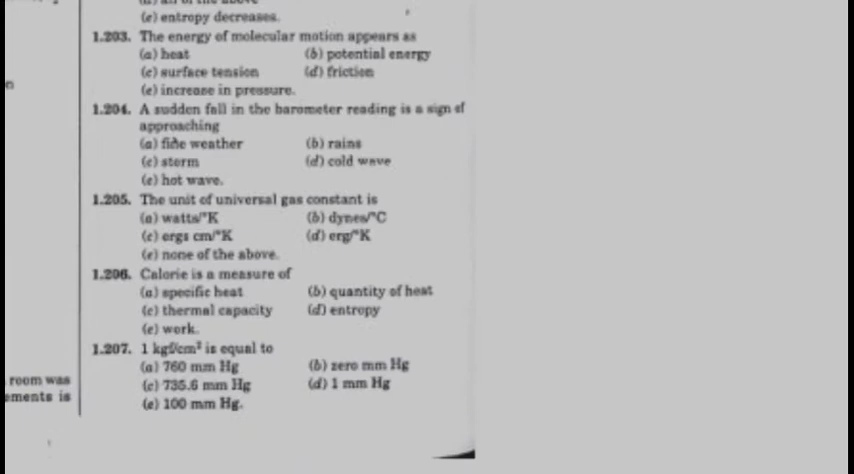 (e) entropy decreases.
1.203. The energy of molecular motion appears as
(a) heat (b) potential energy
(c) surface tension (d) friction
(e) increase in pressure.
1.204. A sudden fall in the barometer reading is a sign of
approaching
(a) fine weather (b) rains
(c) storm (d) cold wave
(e) hot wave.
1.205. The unit of universal gas constant is
(a) watts/°K (b) dynes/°C
(c) ergs cm/°K (d) erg/°K
(e) none of the above.
1.206. Calorie is a measure of
(a) specific heat (b) quantity of heat
(c) thermal capacity (d) entropy
(e) work.
1.207. 1 kgf/cm² is equal to
(a) 760 mm Hg (b) zero mm Hg
(c) 735.6 mm Hg (d) 1 mm Hg
(e) 100 mm Hg.
room was
ements is